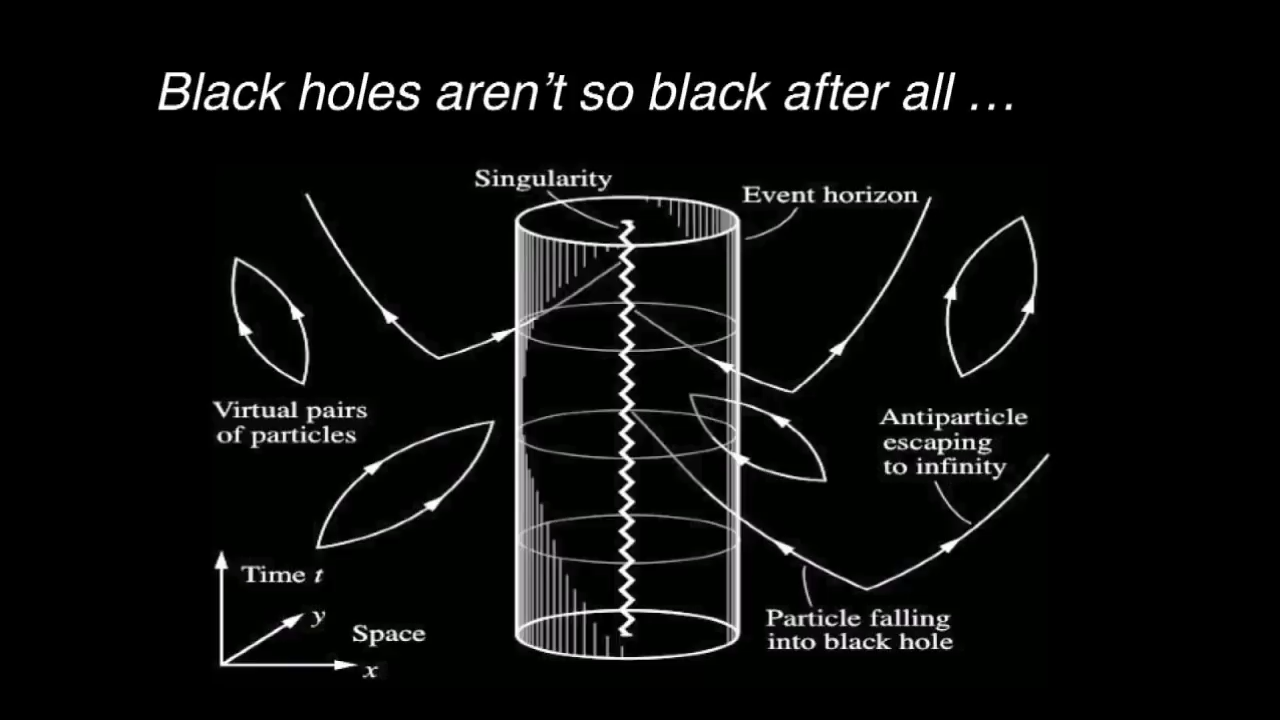 Black holes aren’t so black after all …
Singularity
Event horizon
Virtual pairs
of particles
Antiparticle
escaping
to infinity
Time t
y
Space
x
Particle falling
into black hole